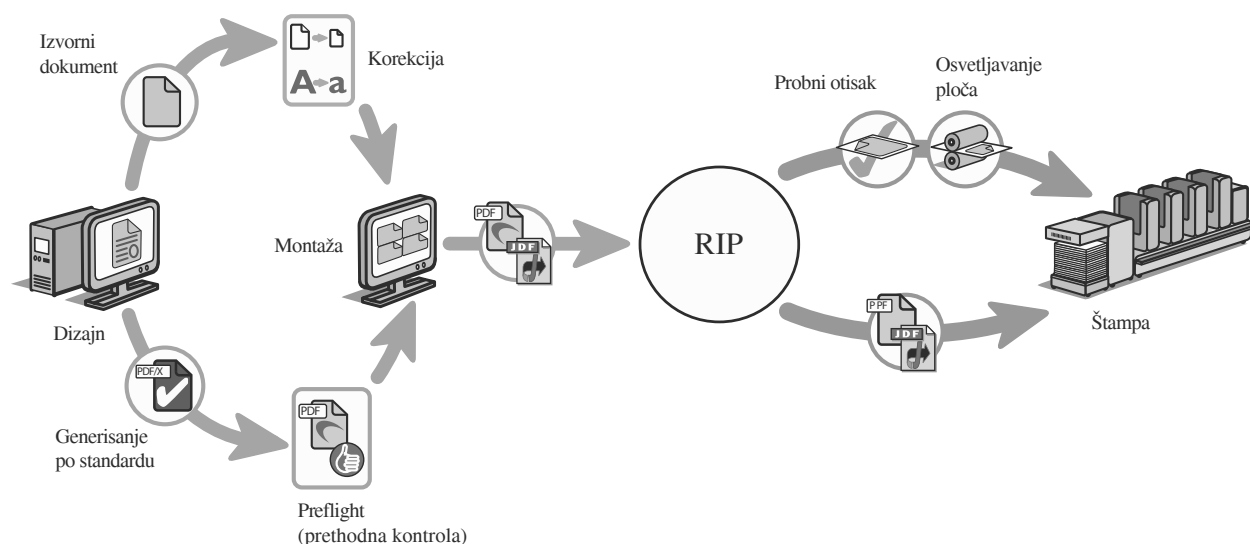 Izvorni
dokument
A a
Korekcija
Dizajn
PDF/X
Generisanje
po standardu
PDF
Preflight
(prethodna kontrola)
Montaža
PDF
JDF
RIP
Probni otisak
Osvetljavanje
ploča
PPF
JDF
Štampa